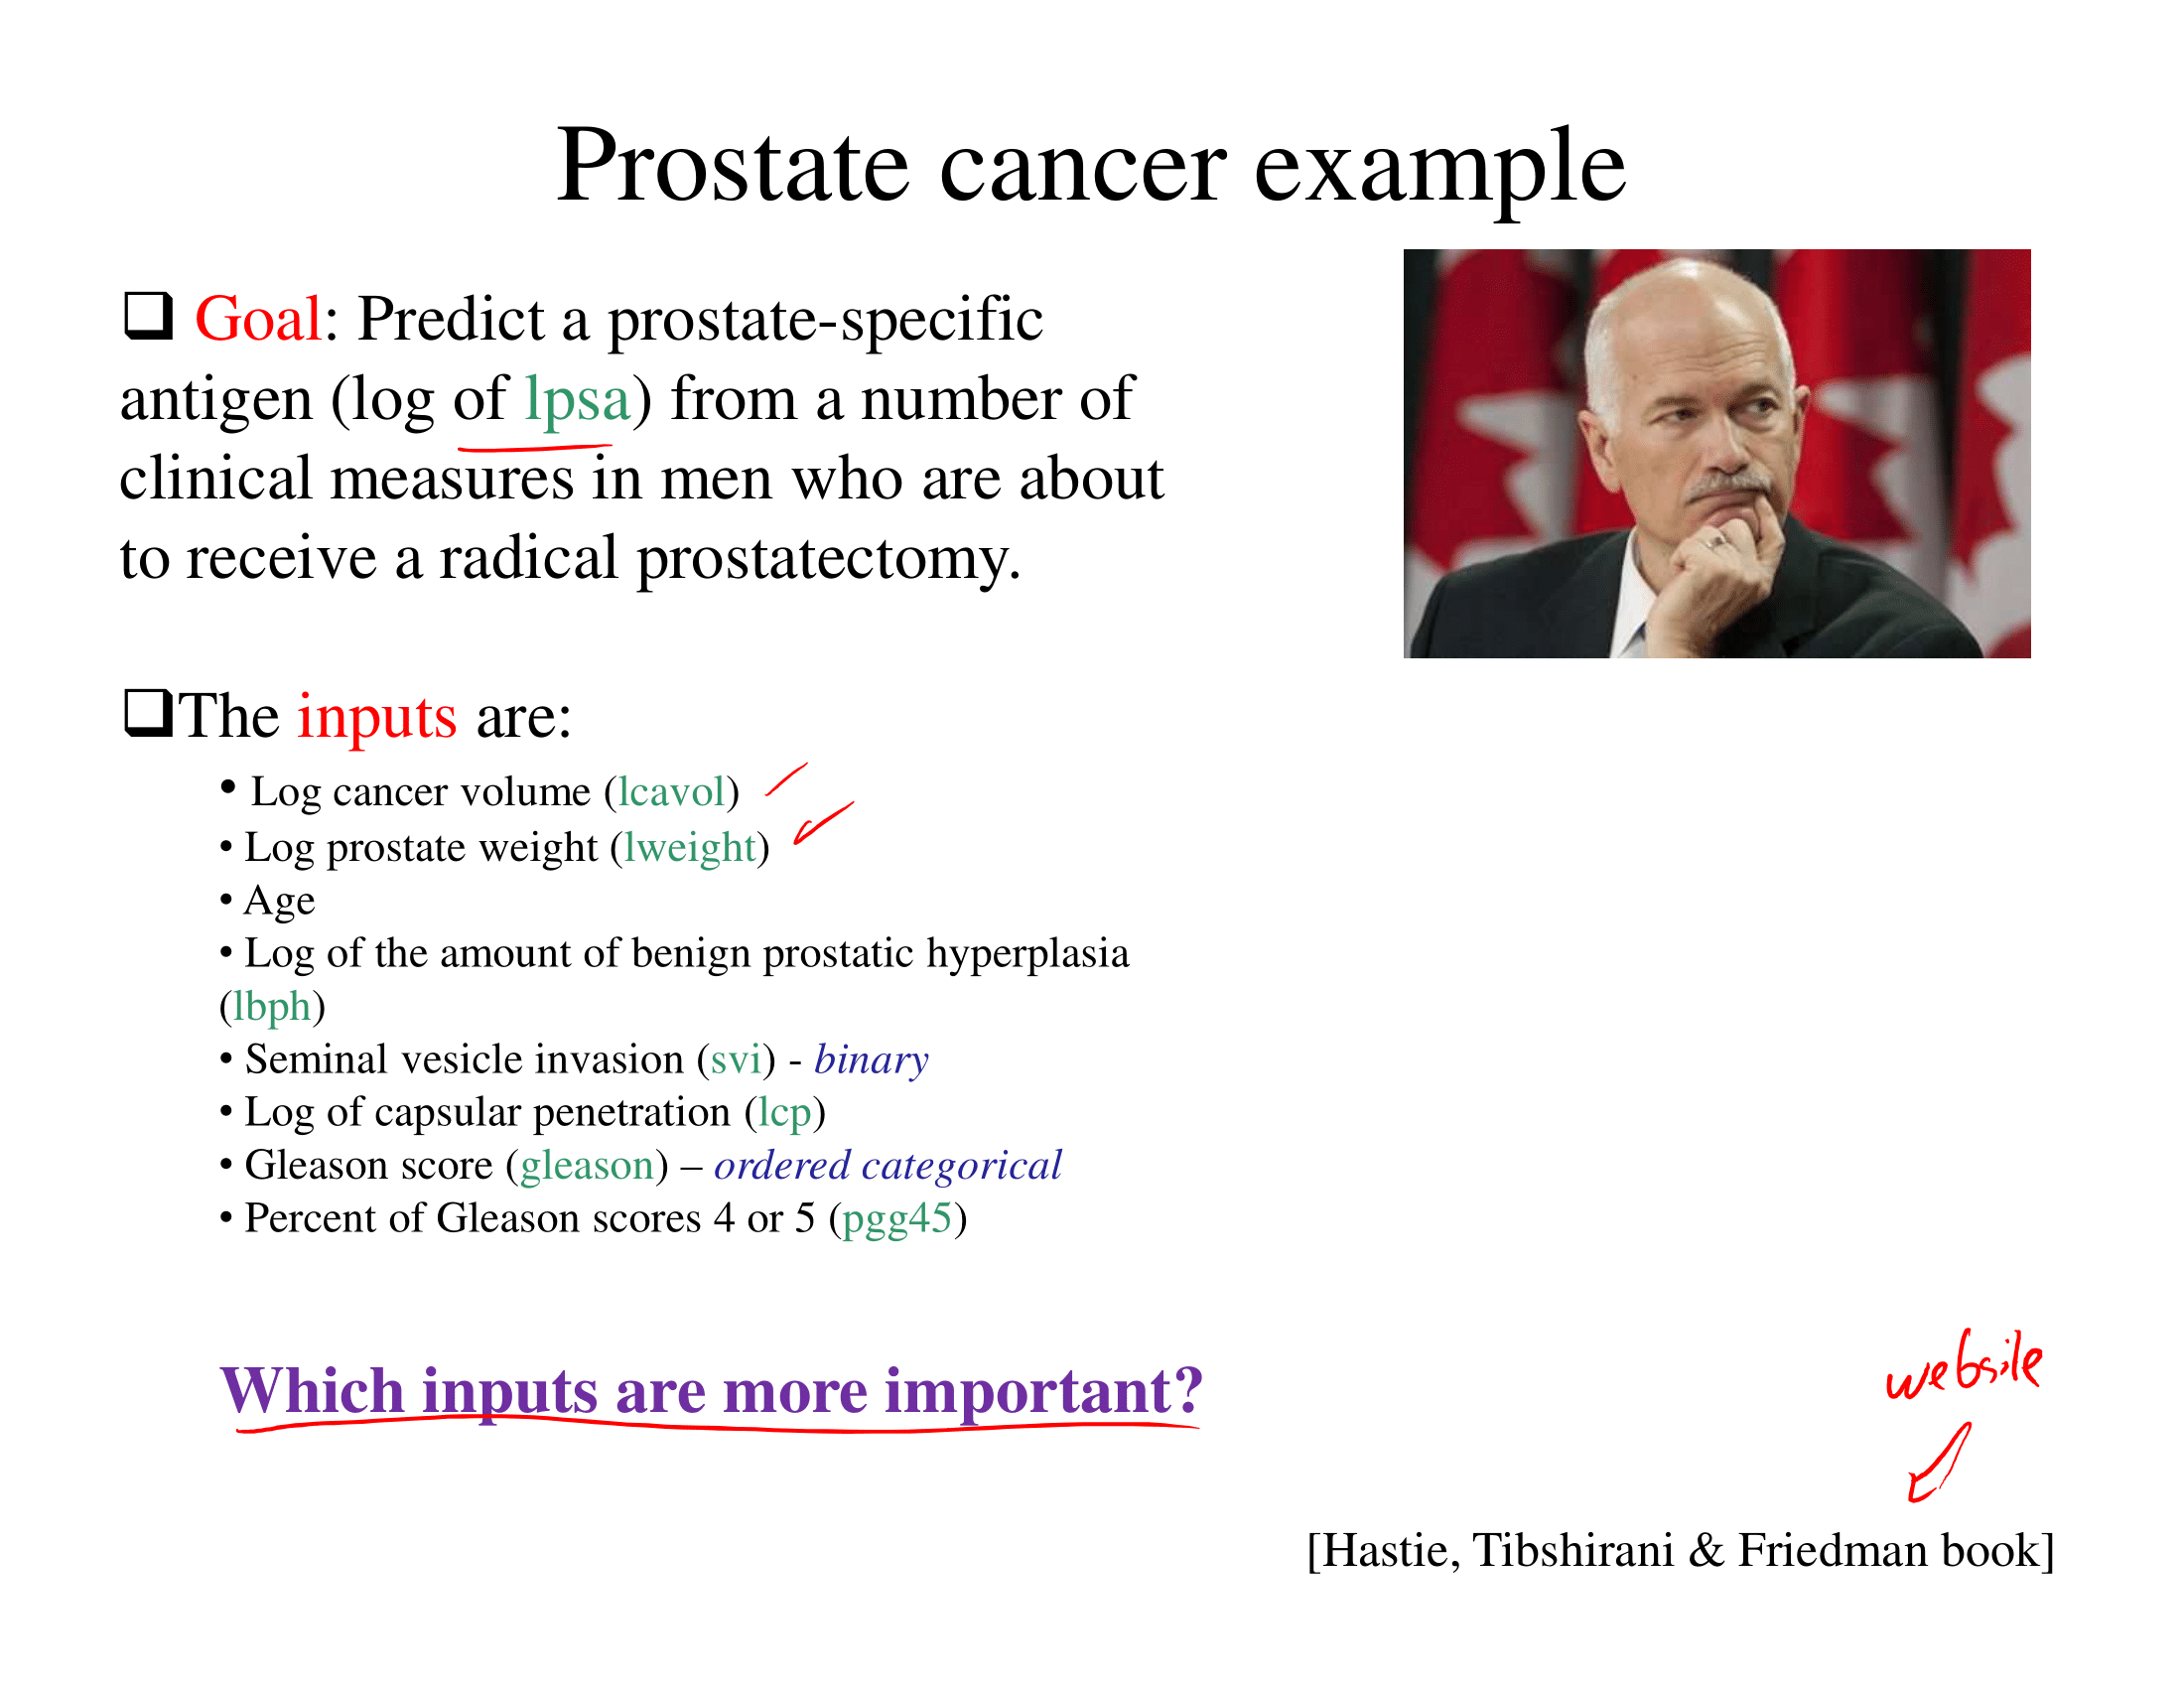 Prostate cancer example
❑ Goal: Predict a prostate-specific
antigen (log of lpsa) from a number of
clinical measures in men who are about
to receive a radical prostatectomy.
❑The inputs are:
• Log cancer volume (lcavol)
• Log prostate weight (lweight)
• Age
• Log of the amount of benign prostatic hyperplasia
(lbph)
• Seminal vesicle invasion (svi) - binary
• Log of capsular penetration (lcp)
• Gleason score (gleason) – ordered categorical
• Percent of Gleason scores 4 or 5 (pgg45)
Which inputs are more important?
website
[Hastie, Tibshirani & Friedman book]